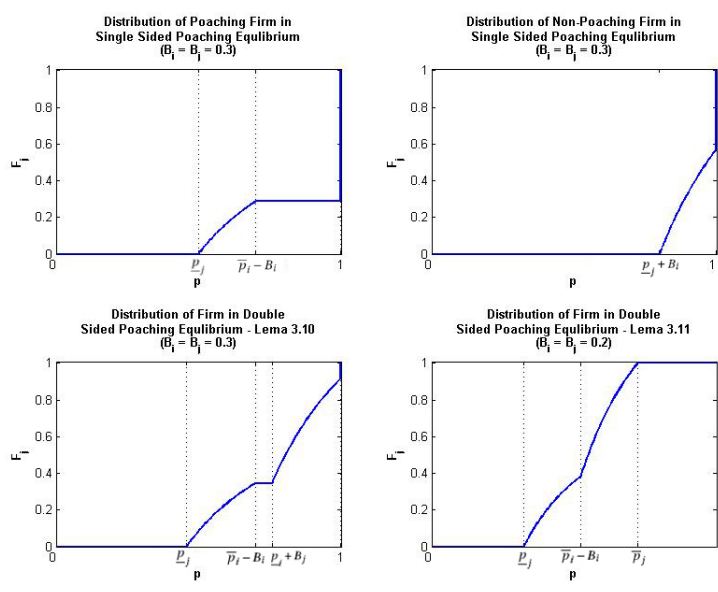 Distribution of Poaching Firm in
Single Sided Poaching Equlibrium
(B_i = B_j = 0.3)
1
0.8
0.6
0.4
0.2
0
F_j
0
p̲_j
p̅_i − B_i
1
p
Distribution of Non-Poaching Firm in
Single Sided Poaching Equlibrium
(B_i = B_j = 0.3)
1
0.8
0.6
0.4
0.2
0
F_j
0
p̲_j + B_i
1
p
Distribution of Firm in Double
Sided Poaching Equlibrium - Lema 3.10
(B_i = B_j = 0.3)
1
0.8
0.6
0.4
0.2
0
F_j
0
p̲_j
p̅_i − B_i
p̲_i + B_j
1
p
Distribution of Firm in Double
Sided Poaching Equlibrium - Lema 3.11
(B_i = B_j = 0.2)
1
0.8
0.6
0.4
0.2
0
F_j
0
p̲_j
p̅_i − B_i
p̅_j
p